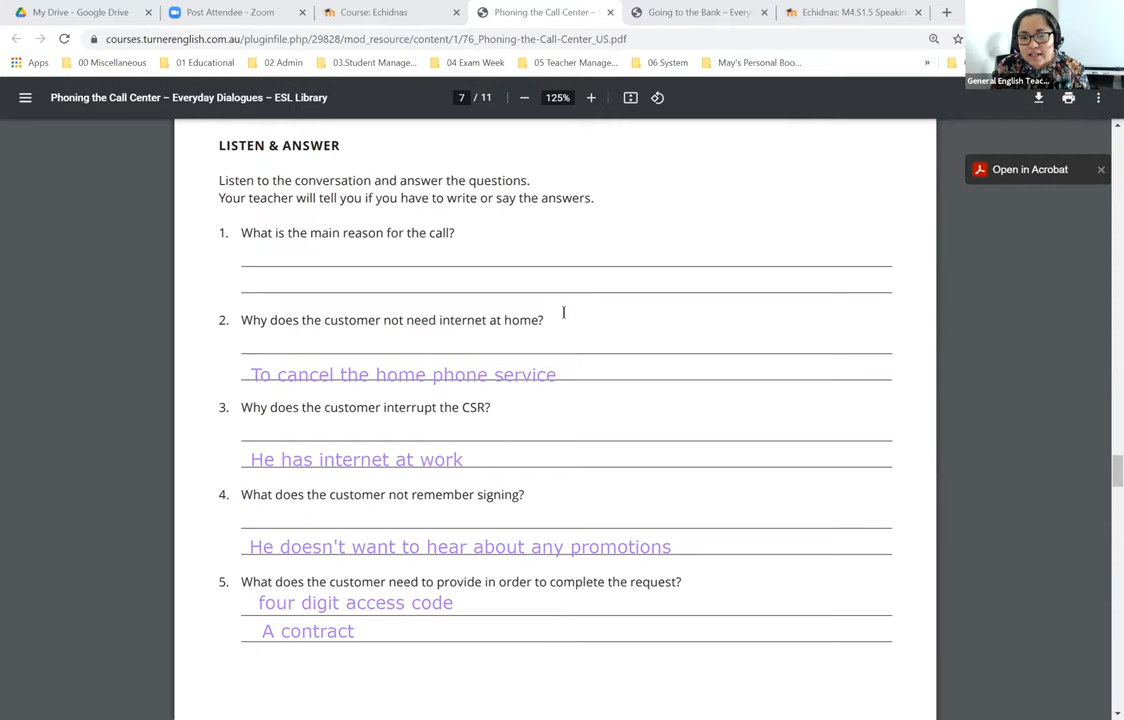 My Drive - Google Drive
Post Attendee - Zoom
Course: Echidnas
Phoning the Call Center –
Going to the Bank – Every
Echidnas: M4.S1.5 Speakin
courses.turnerenglish.com.au/pluginfile.php/29828/mod_resource/content/1/76_Phoning-the-Call-Center_US.pdf
Apps
00 Miscellaneous
01 Educational
02 Admin
03.Student Manage...
04 Exam Week
05 Teacher Manage...
06 System
May's Personal Boo...
»
General English Teac...
Phoning the Call Center – Everyday Dialogues – ESL Library
7 / 11
125%
Open in Acrobat
LISTEN & ANSWER
Listen to the conversation and answer the questions.
Your teacher will tell you if you have to write or say the answers.
1. What is the main reason for the call?
2. Why does the customer not need internet at home?
To cancel the home phone service
3. Why does the customer interrupt the CSR?
He has internet at work
4. What does the customer not remember signing?
He doesn't want to hear about any promotions
5. What does the customer need to provide in order to complete the request?
four digit access code
A contract